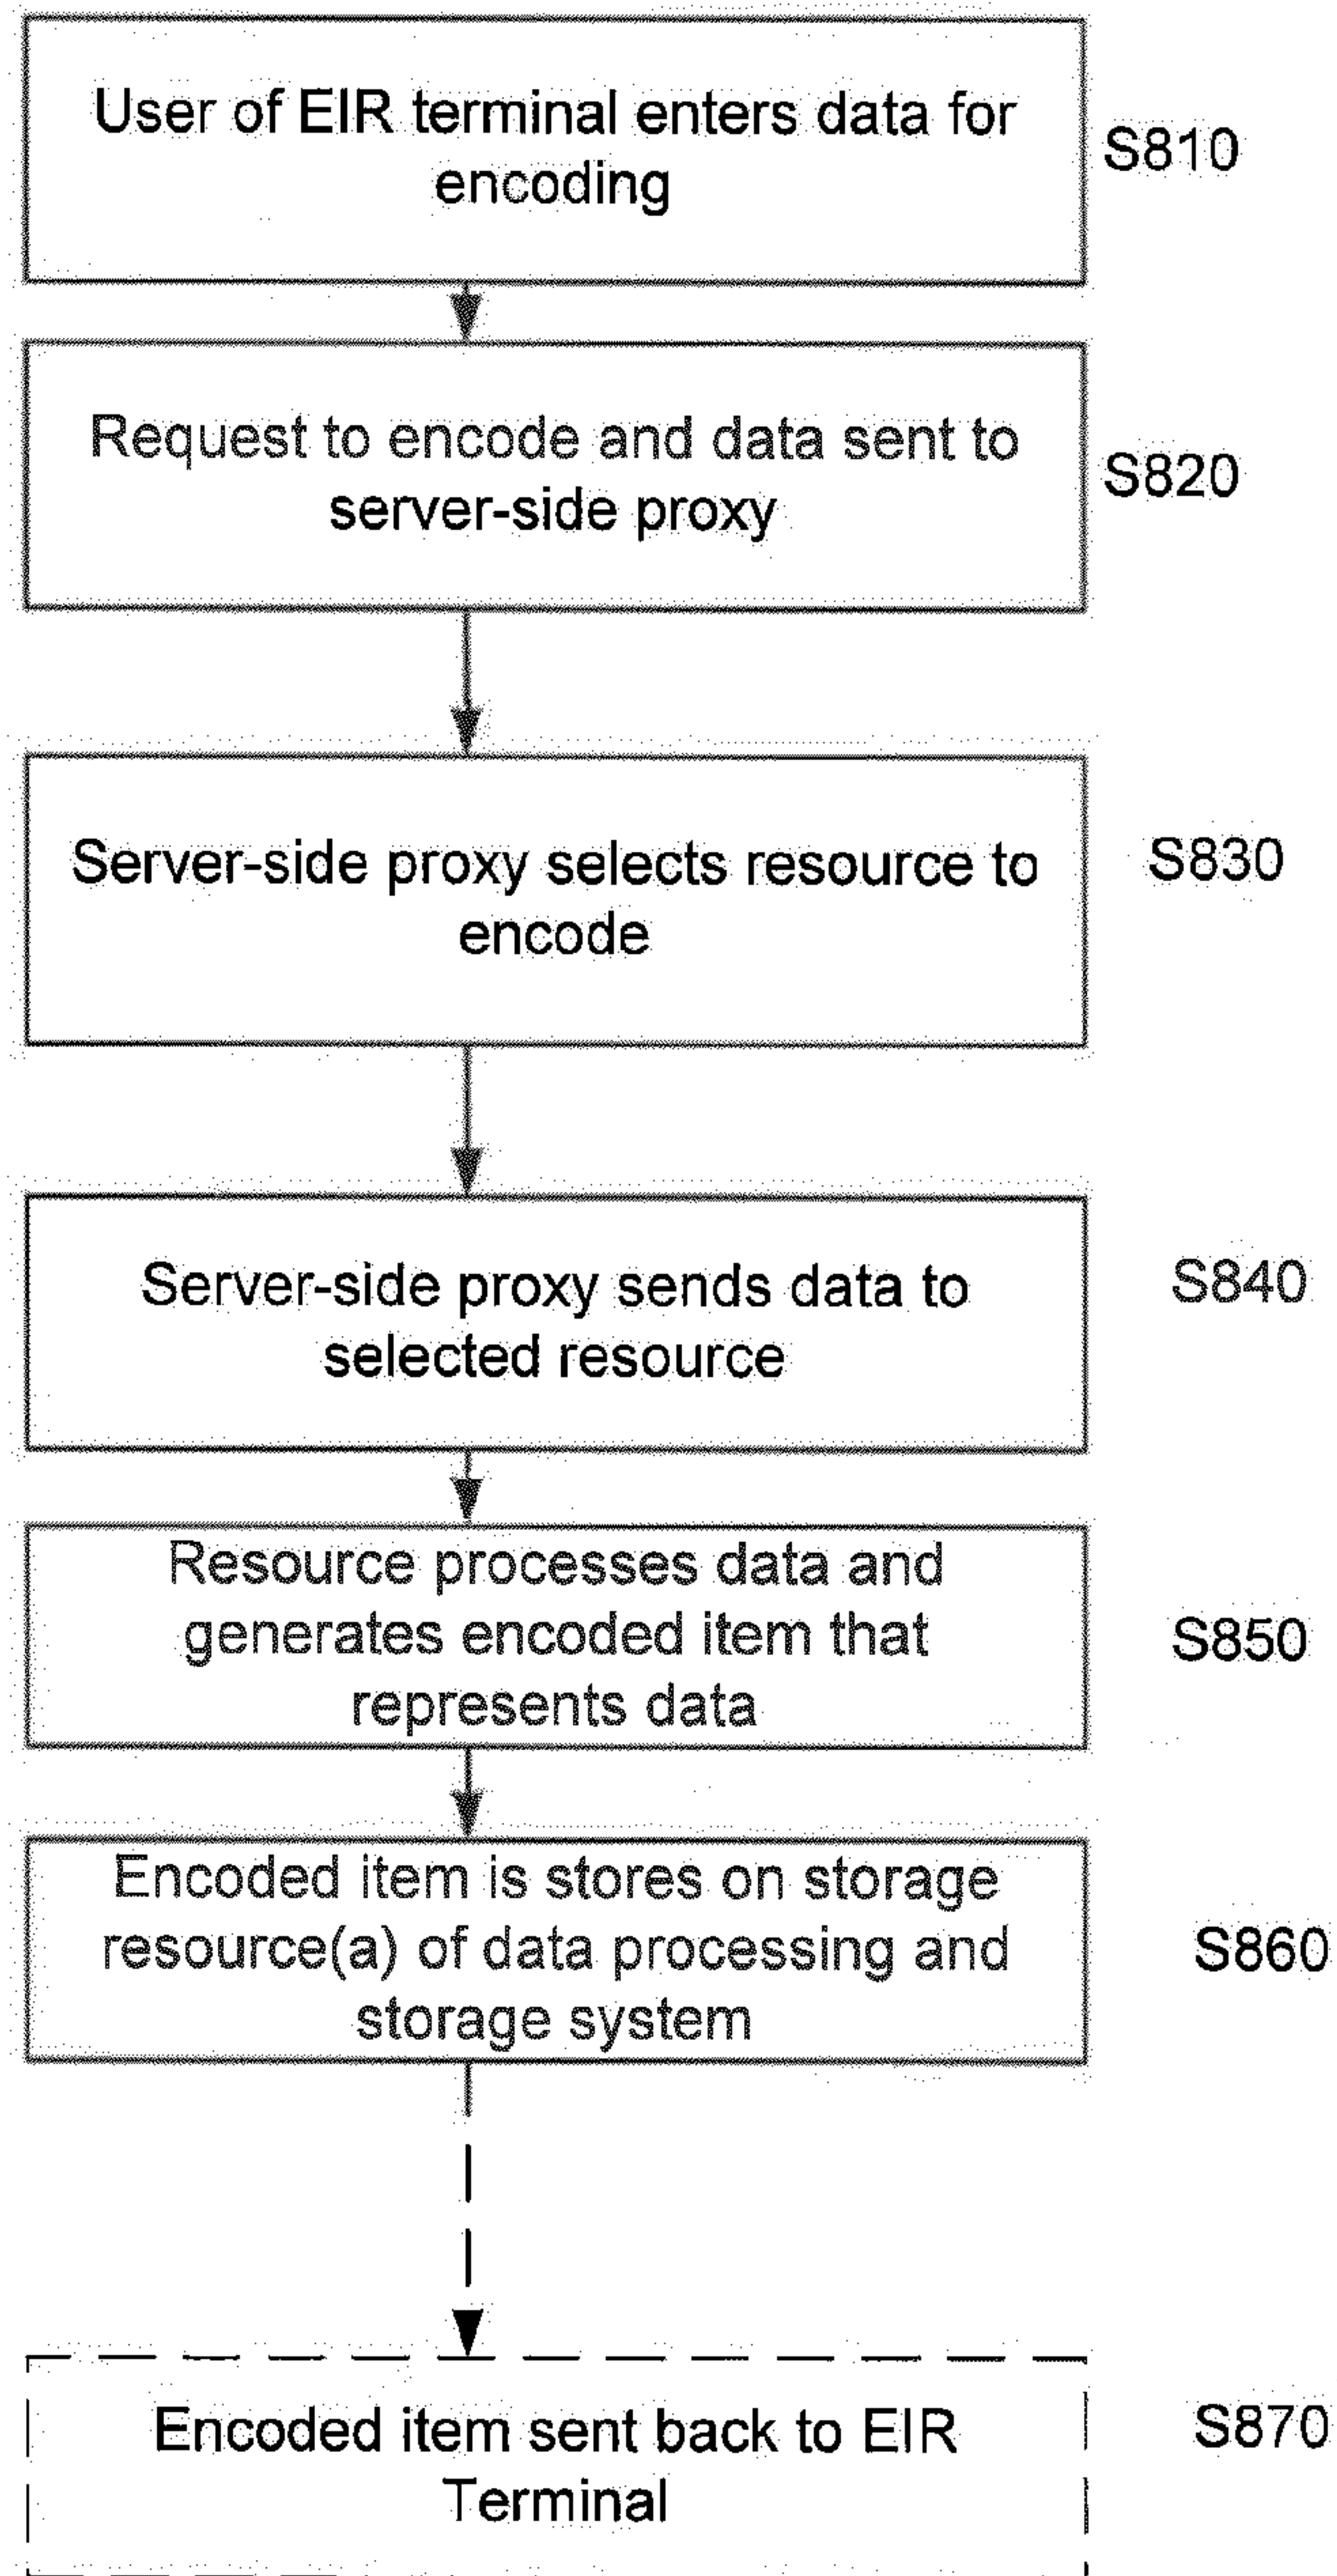 User of EIR terminal enters data for
encoding
S810
Request to encode and data sent to
server-side proxy
S820
Server-side proxy selects resource to
encode
S830
Server-side proxy sends data to
selected resource
S840
Resource processes data and
generates encoded item that
represents data
S850
Encoded item is stores on storage
resource(a) of data processing and
storage system
S860
Encoded item sent back to EIR
Terminal
S870